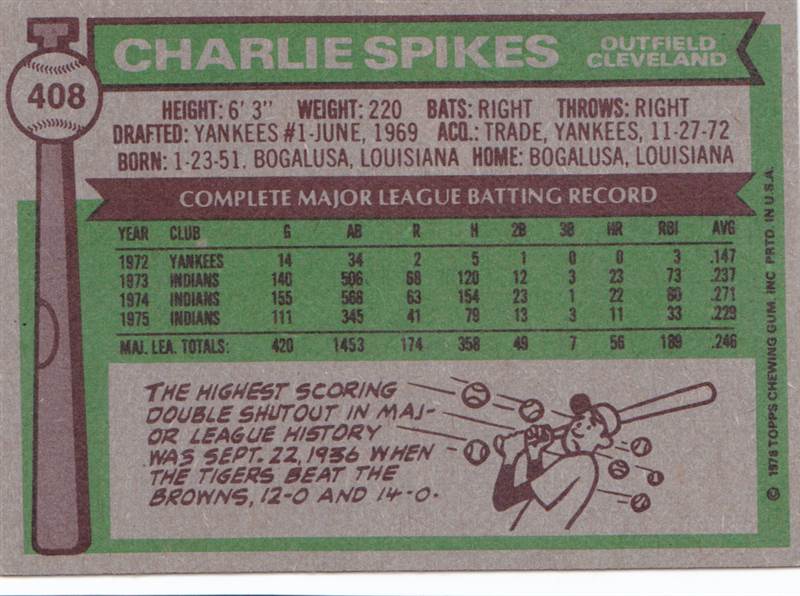 T
408
CHARLIE SPIKES
OUTFIELD
CLEVELAND
HEIGHT: 6' 3" WEIGHT: 220 BATS: RIGHT THROWS: RIGHT
DRAFTED: YANKEES #1-JUNE, 1969 ACQ.: TRADE, YANKEES, 11-27-72
BORN: 1-23-51. BOGALUSA, LOUISIANA HOME: BOGALUSA, LOUISIANA
COMPLETE MAJOR LEAGUE BATTING RECORD
YEAR CLUB G AB R H 2B 3B HR RBI AVG
1972 YANKEES 14 34 2 5 1 0 0 3 .147
1973 INDIANS 140 506 68 120 12 3 23 73 .237
1974 INDIANS 155 568 63 154 23 1 22 80 .271
1975 INDIANS 111 345 41 79 13 3 11 33 .229
MAJ. LEA. TOTALS: 420 1453 174 358 49 7 56 189 .246
THE HIGHEST SCORING
DOUBLE SHUTOUT IN MAJ-
OR LEAGUE HISTORY
WAS SEPT. 22, 1936 WHEN
THE TIGERS BEAT THE
BROWNS, 12-0 AND 14-0.
© 1976 TOPPS CHEWING GUM, INC PRTD. IN U.S.A.